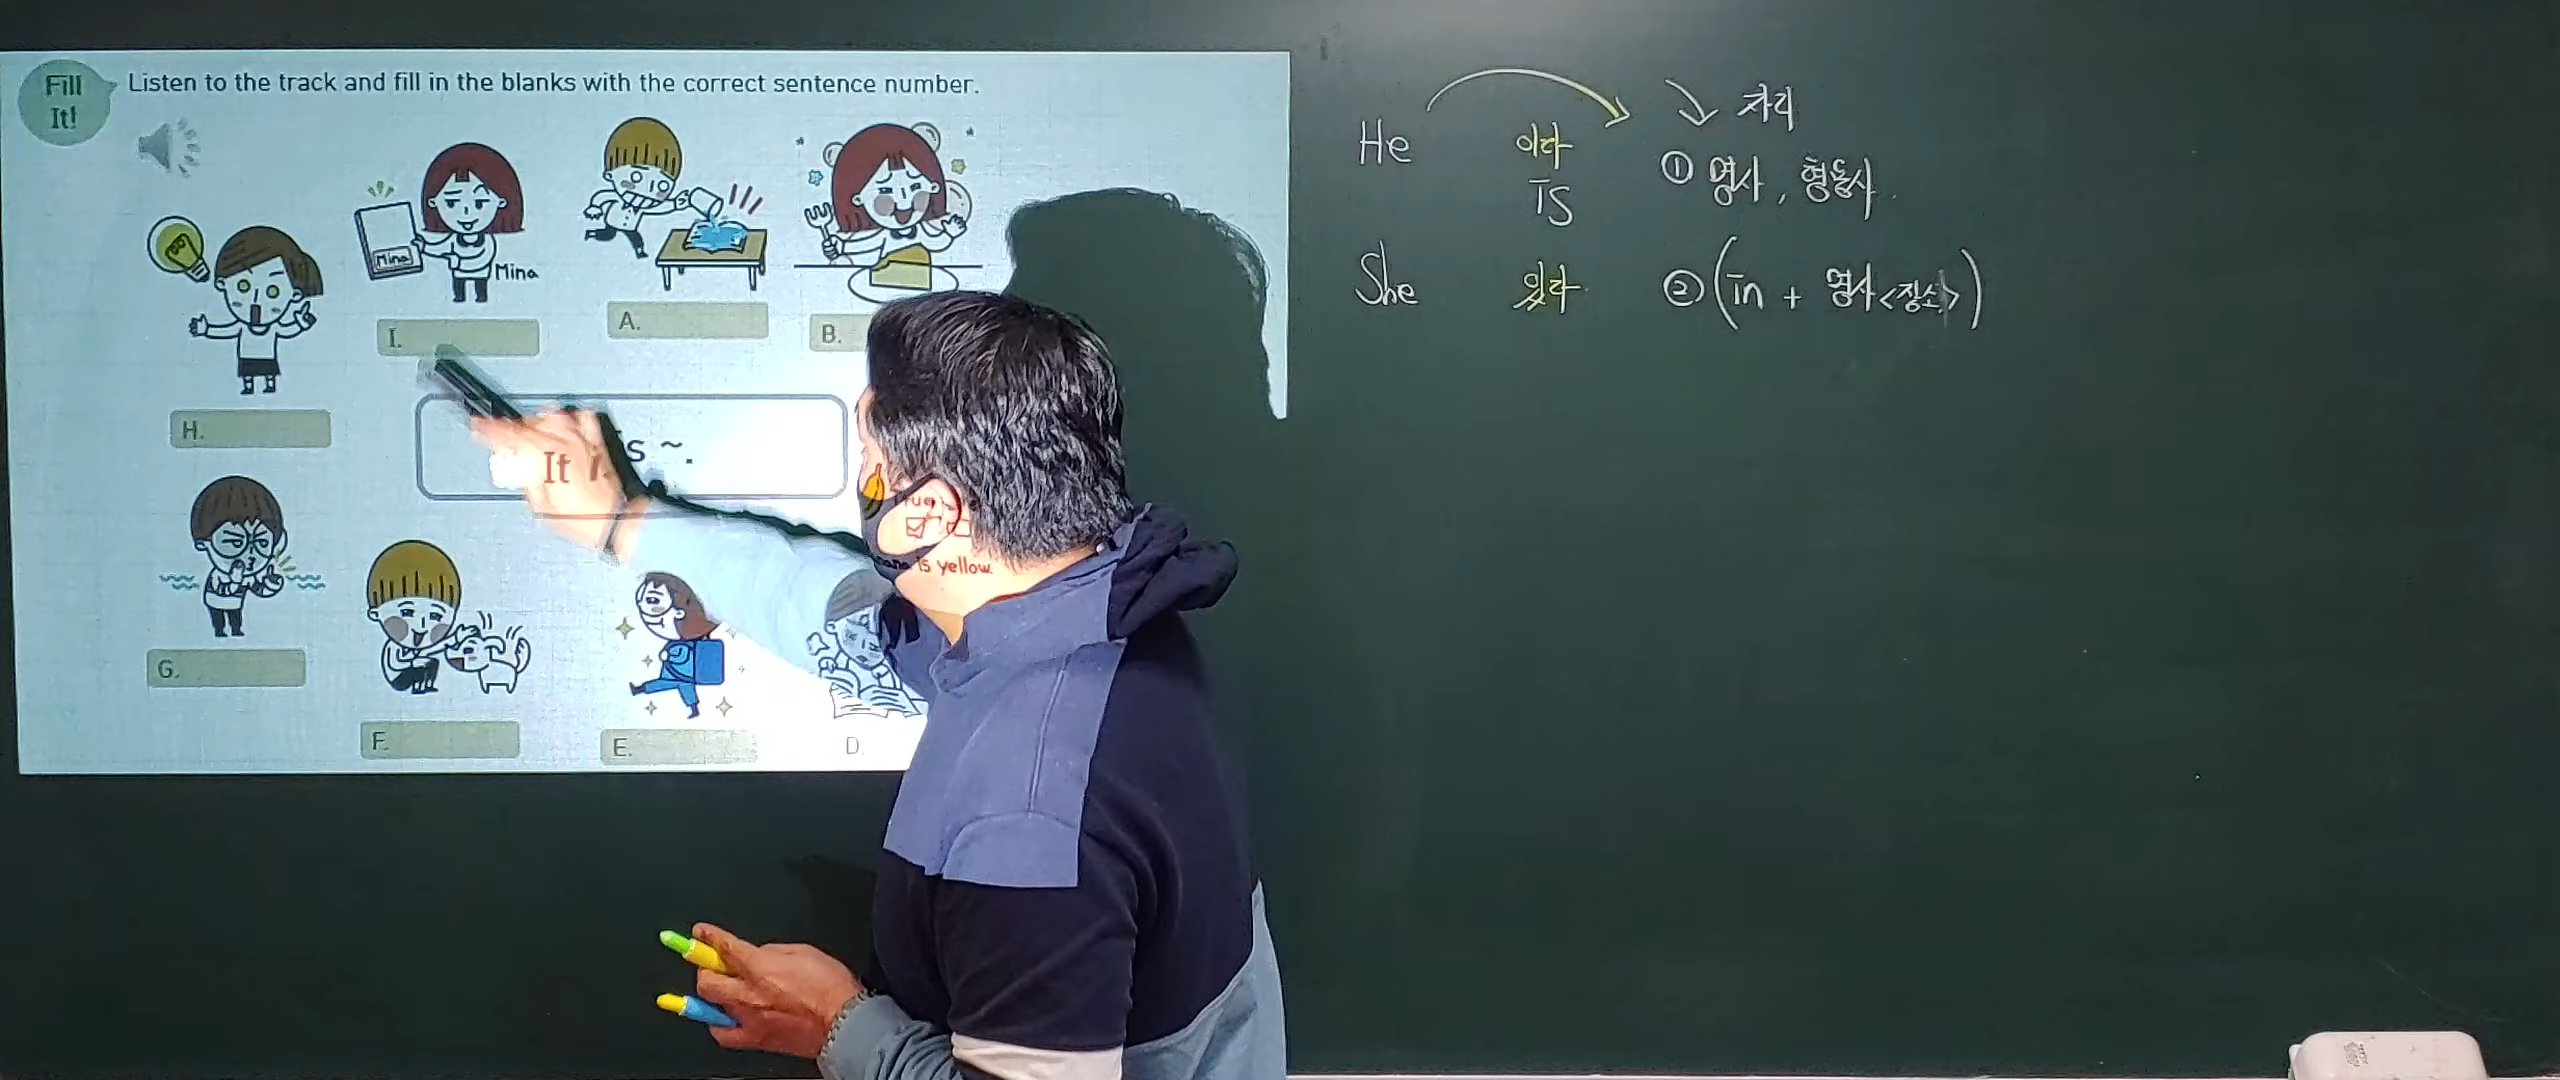 Fill It!
Listen to the track and fill in the blanks with the correct sentence number.
Mina
Mina
I.
A.
B.
H.
It is ~.
G.
F.
E.
D.
is yellow.
He 이다 자리
is ① 명사, 형용사
She 있다 ② (in + 명사<장소>)